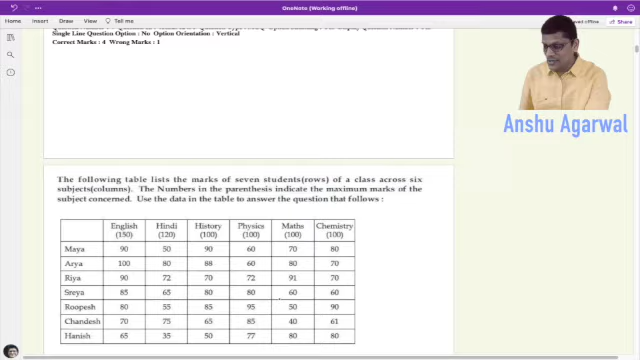 OneNote (Working offline)
Home Insert Draw View Tell me
Share
Single Line Question Option : No Option Orientation : Vertical
Correct Marks : 4 Wrong Marks : 1
Anshu Agarwal
The following table lists the marks of seven students(rows) of a class across six
subjects(columns). The Numbers in the parenthesis indicate the maximum marks of the
subject concerned. Use the data in the table to answer the question that follows :
English Hindi History Physics Maths Chemistry
(150) (120) (100) (100) (100) (100)
Maya 90 50 90 60 70 80
Arya 100 80 88 60 80 70
Riya 90 72 70 72 91 70
Sreya 85 65 80 80 60 60
Roopesh 80 55 85 95 50 90
Chandesh 70 75 65 85 40 61
Hanish 65 35 50 77 80 80